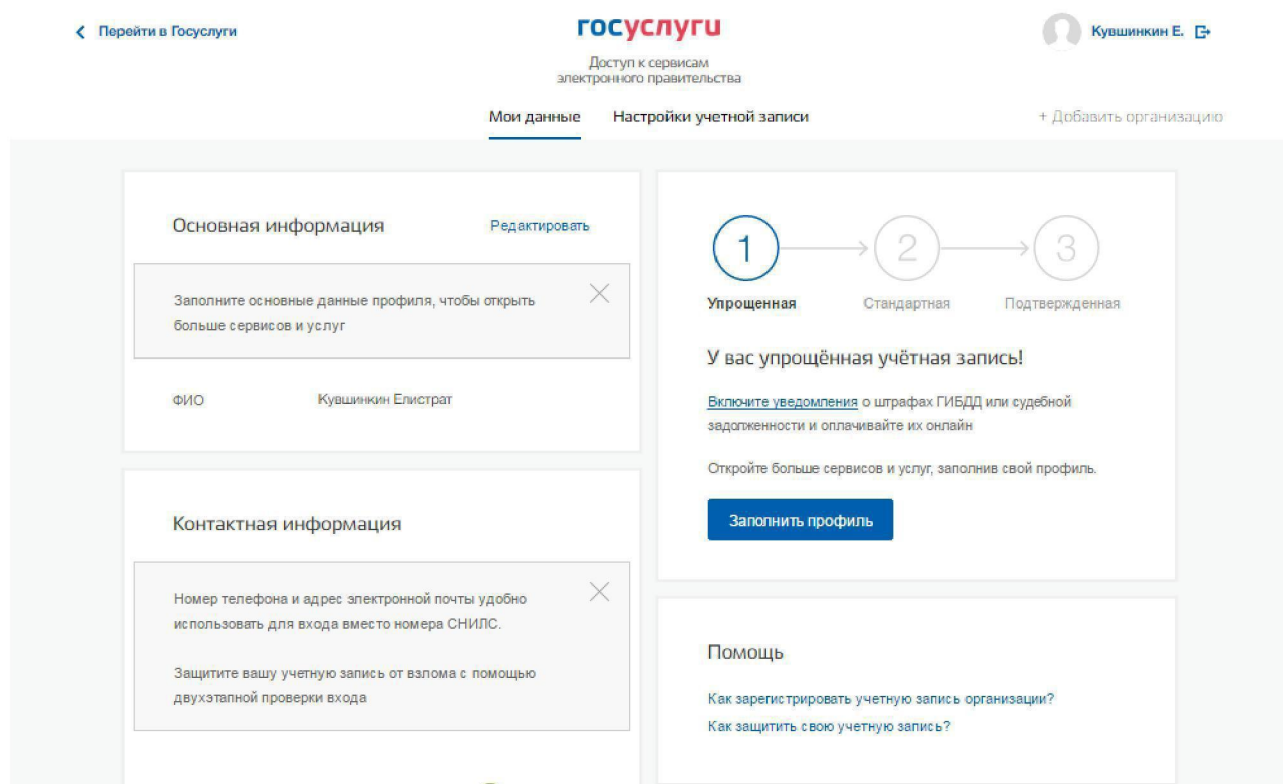 Перейти в Госуслуги
госуслуги
Кувшинкин Е.
Доступ к сервисам
электронного правительства
Мои данные
Настройки учетной записи
+ Добавить организацию
Основная информация
Редактировать
Заполните основные данные профиля, чтобы открыть
больше сервисов и услуг
ФИО
Кувшинкин Елистрат
Контактная информация
Номер телефона и адрес электронной почты удобно
использовать для входа вместо номера СНИЛС.
Защитите вашу учетную запись от взлома с помощью
двухэтапной проверки входа
1
2
3
Упрощенная
Стандартная
Подтвержденная
У вас упрощённая учётная запись!
Включите уведомления о штрафах ГИБДД или судебной
задолженности и оплачивайте их онлайн
Откройте больше сервисов и услуг, заполнив свой профиль.
Заполнить профиль
Помощь
Как зарегистрировать учетную запись организации?
Как защитить свою учетную запись?